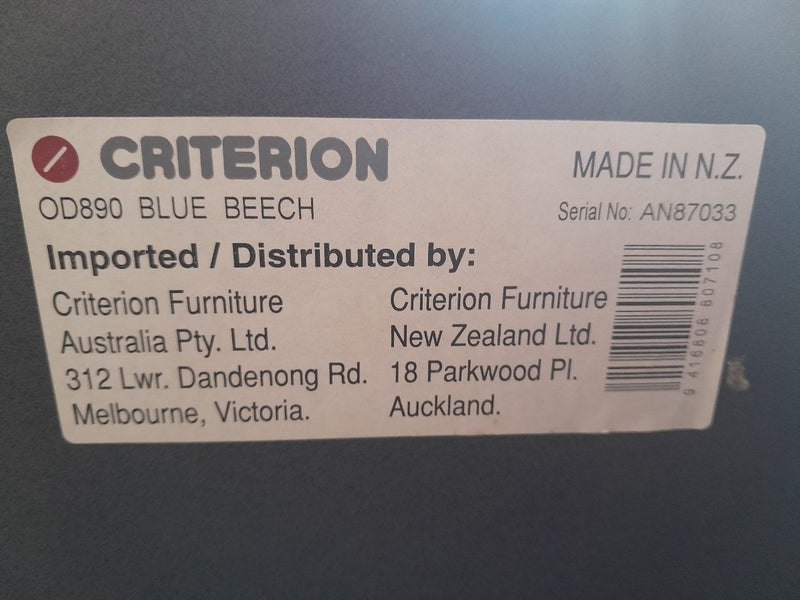 CRITERION
MADE IN N.Z.
OD890 BLUE BEECH
Serial No: AN87033
Imported / Distributed by:
Criterion Furniture
Australia Pty. Ltd.
312 Lwr. Dandenong Rd.
Melbourne, Victoria.
Criterion Furniture
New Zealand Ltd.
18 Parkwood Pl.
Auckland.
9 416808 807108